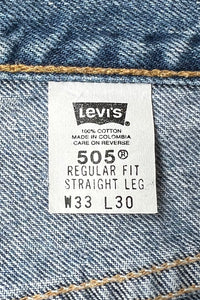 Levi's
100% COTTON
MADE IN COLOMBIA
CARE ON REVERSE
505®
REGULAR FIT
STRAIGHT LEG
W33 L30